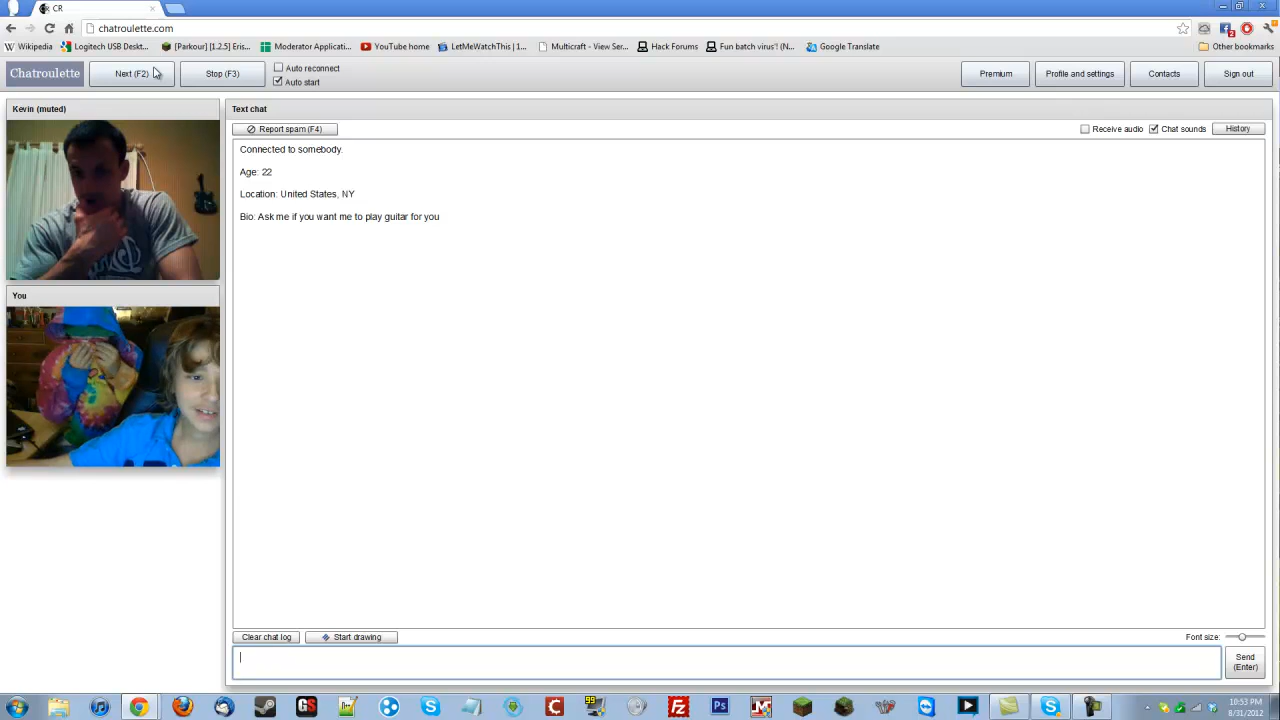 CR
chatroulette.com
Wikipedia
Logitech USB Deskt...
[Parkour] [1.2.5] Eris...
Moderator Applicati...
YouTube home
LetMeWatchThis | 1...
Multicraft - View Ser...
Hack Forums
Fun batch virus'! (N...
Google Translate
Other bookmarks
Chatroulette
Next (F2)
Stop (F3)
Auto reconnect
Auto start
Premium
Profile and settings
Contacts
Sign out
Kevin (muted)
Text chat
Report spam (F4)
Receive audio
Chat sounds
History
Connected to somebody.
Age: 22
Location: United States, NY
Bio: Ask me if you want me to play guitar for you
You
Clear chat log
Start drawing
Font size:
Send
(Enter)
GS
99
Fz
Ps
10:53 PM
8/31/2012